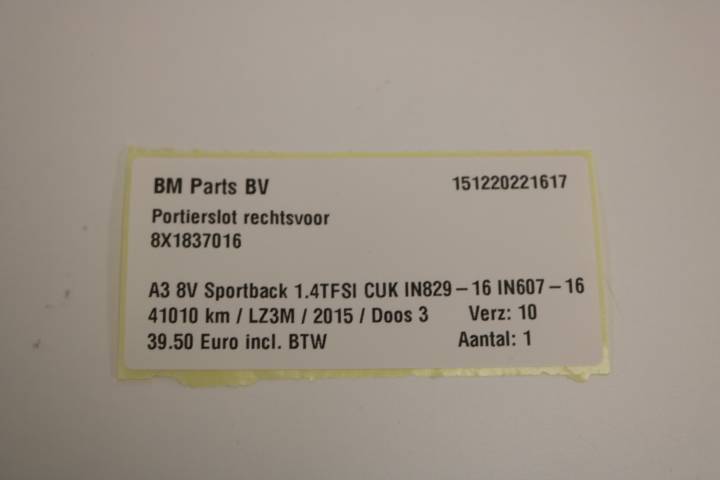 BM Parts BV 151220221617
Portierslot rechtsvoor
8X1837016
A3 8V Sportback 1.4TFSI CUK IN829 – 16 IN607 – 16
41010 km / LZ3M / 2015 / Doos 3 Verz: 10
39.50 Euro incl. BTW Aantal: 1